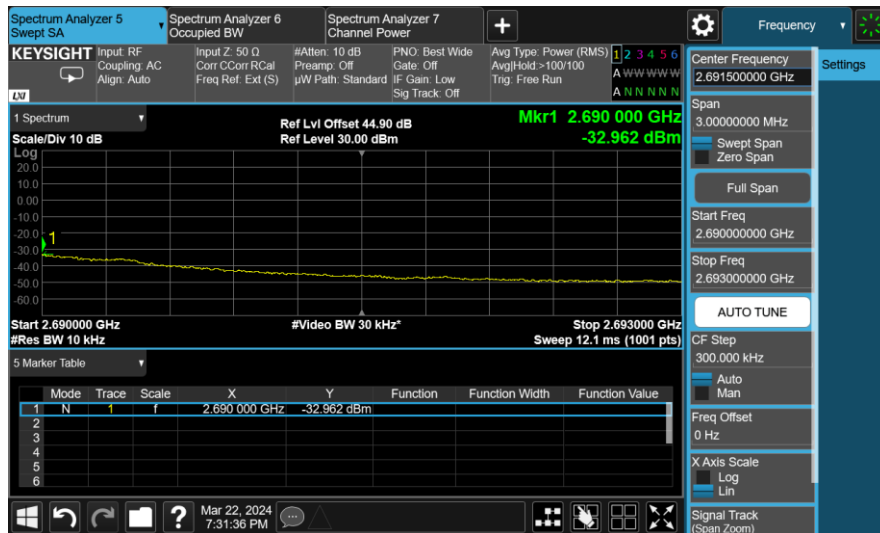 Spectrum Analyzer 5
Swept SA
Spectrum Analyzer 6
Occupied BW
Spectrum Analyzer 7
Channel Power
Frequency
KEYSIGHT
LXI
Input: RF
Coupling: AC
Align: Auto
Input Z: 50 Ω
Corr CCorr RCal
Freq Ref: Ext (S)
#Atten: 10 dB
Preamp: Off
µW Path: Standard
PNO: Best Wide
Gate: Off
IF Gain: Low
Sig Track: Off
Avg Type: Power (RMS)
Avg|Hold:>100/100
Trig: Free Run
1 2 3 4 5 6
A W W W W W
A N N N N N
1 Spectrum
Scale/Div 10 dB
Ref Lvl Offset 44.90 dB
Ref Level 30.00 dBm
Mkr1 2.690 000 GHz
-32.962 dBm
Log
20.0
10.0
0.00
-10.0
-20.0
-30.0
-40.0
-50.0
-60.0
1
Start 2.690000 GHz
#Res BW 10 kHz
#Video BW 30 kHz*
Stop 2.693000 GHz
Sweep 12.1 ms (1001 pts)
5 Marker Table
Mode Trace Scale X Y Function Function Width Function Value
1 N 1 f 2.690 000 GHz -32.962 dBm
2
3
4
5
6
Mar 22, 2024
7:31:36 PM
Center Frequency
2.691500000 GHz
Span
3.00000000 MHz
Swept Span
Zero Span
Full Span
Start Freq
2.690000000 GHz
Stop Freq
2.693000000 GHz
AUTO TUNE
CF Step
300.000 kHz
Auto
Man
Freq Offset
0 Hz
X Axis Scale
Log
Lin
Signal Track
(Span Zoom)
Settings